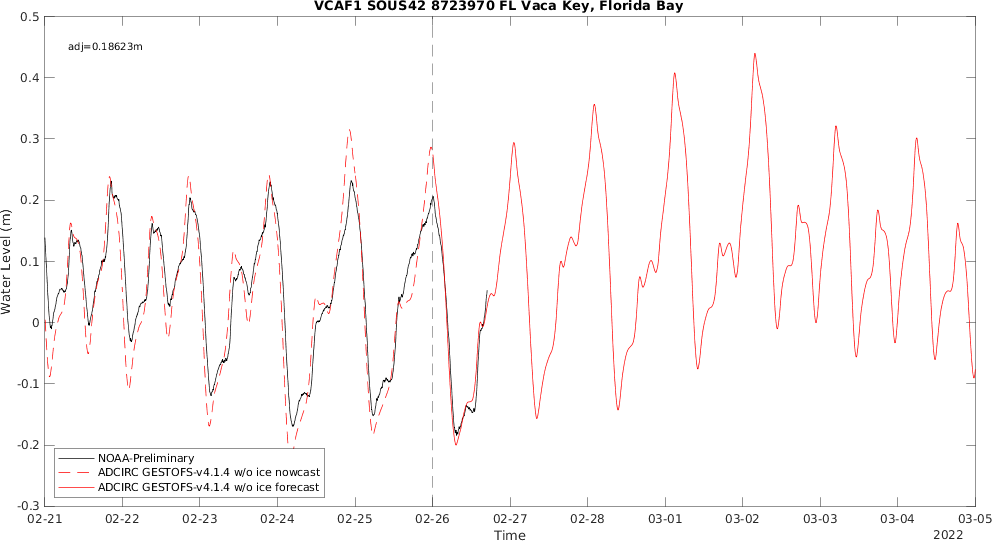 VCAF1 SOUS42 8723970 FL Vaca Key, Florida Bay
adj=0.18623m
0.5
0.4
0.3
0.2
0.1
0
-0.1
-0.2
-0.3
Water Level (m)
NOAA-Preliminary
ADCIRC GESTOFS-v4.1.4 w/o ice nowcast
ADCIRC GESTOFS-v4.1.4 w/o ice forecast
02-21 02-22 02-23 02-24 02-25 02-26 02-27 02-28 03-01 03-02 03-03 03-04 03-05
Time
2022